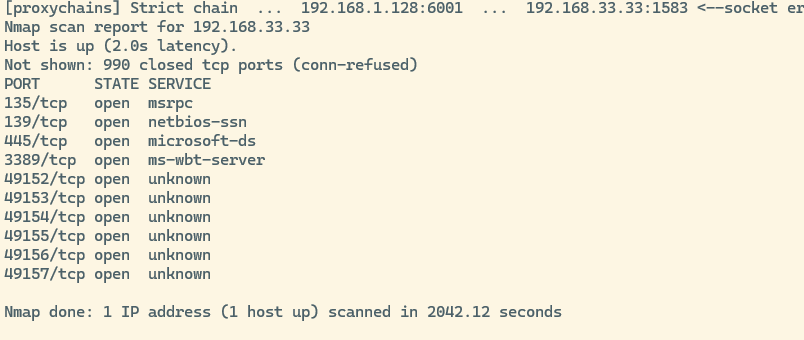 [proxychains] Strict chain  ...  192.168.1.128:6001  ...  192.168.33.33:1583 <--socket er
Nmap scan report for 192.168.33.33
Host is up (2.0s latency).
Not shown: 990 closed tcp ports (conn-refused)
PORT      STATE SERVICE
135/tcp   open  msrpc
139/tcp   open  netbios-ssn
445/tcp   open  microsoft-ds
3389/tcp  open  ms-wbt-server
49152/tcp open  unknown
49153/tcp open  unknown
49154/tcp open  unknown
49155/tcp open  unknown
49156/tcp open  unknown
49157/tcp open  unknown
Nmap done: 1 IP address (1 host up) scanned in 2042.12 seconds